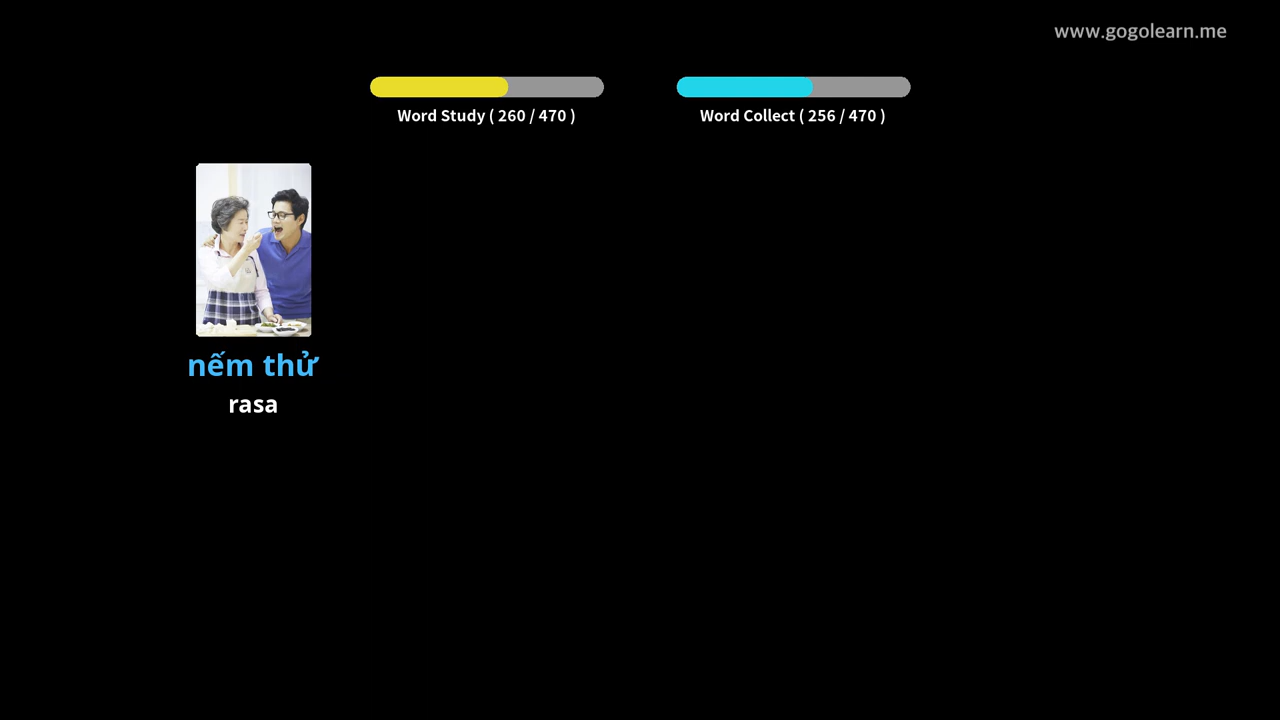 www.gogolearn.me
Word Study ( 260 / 470 )
Word Collect ( 256 / 470 )
nếm thử
rasa